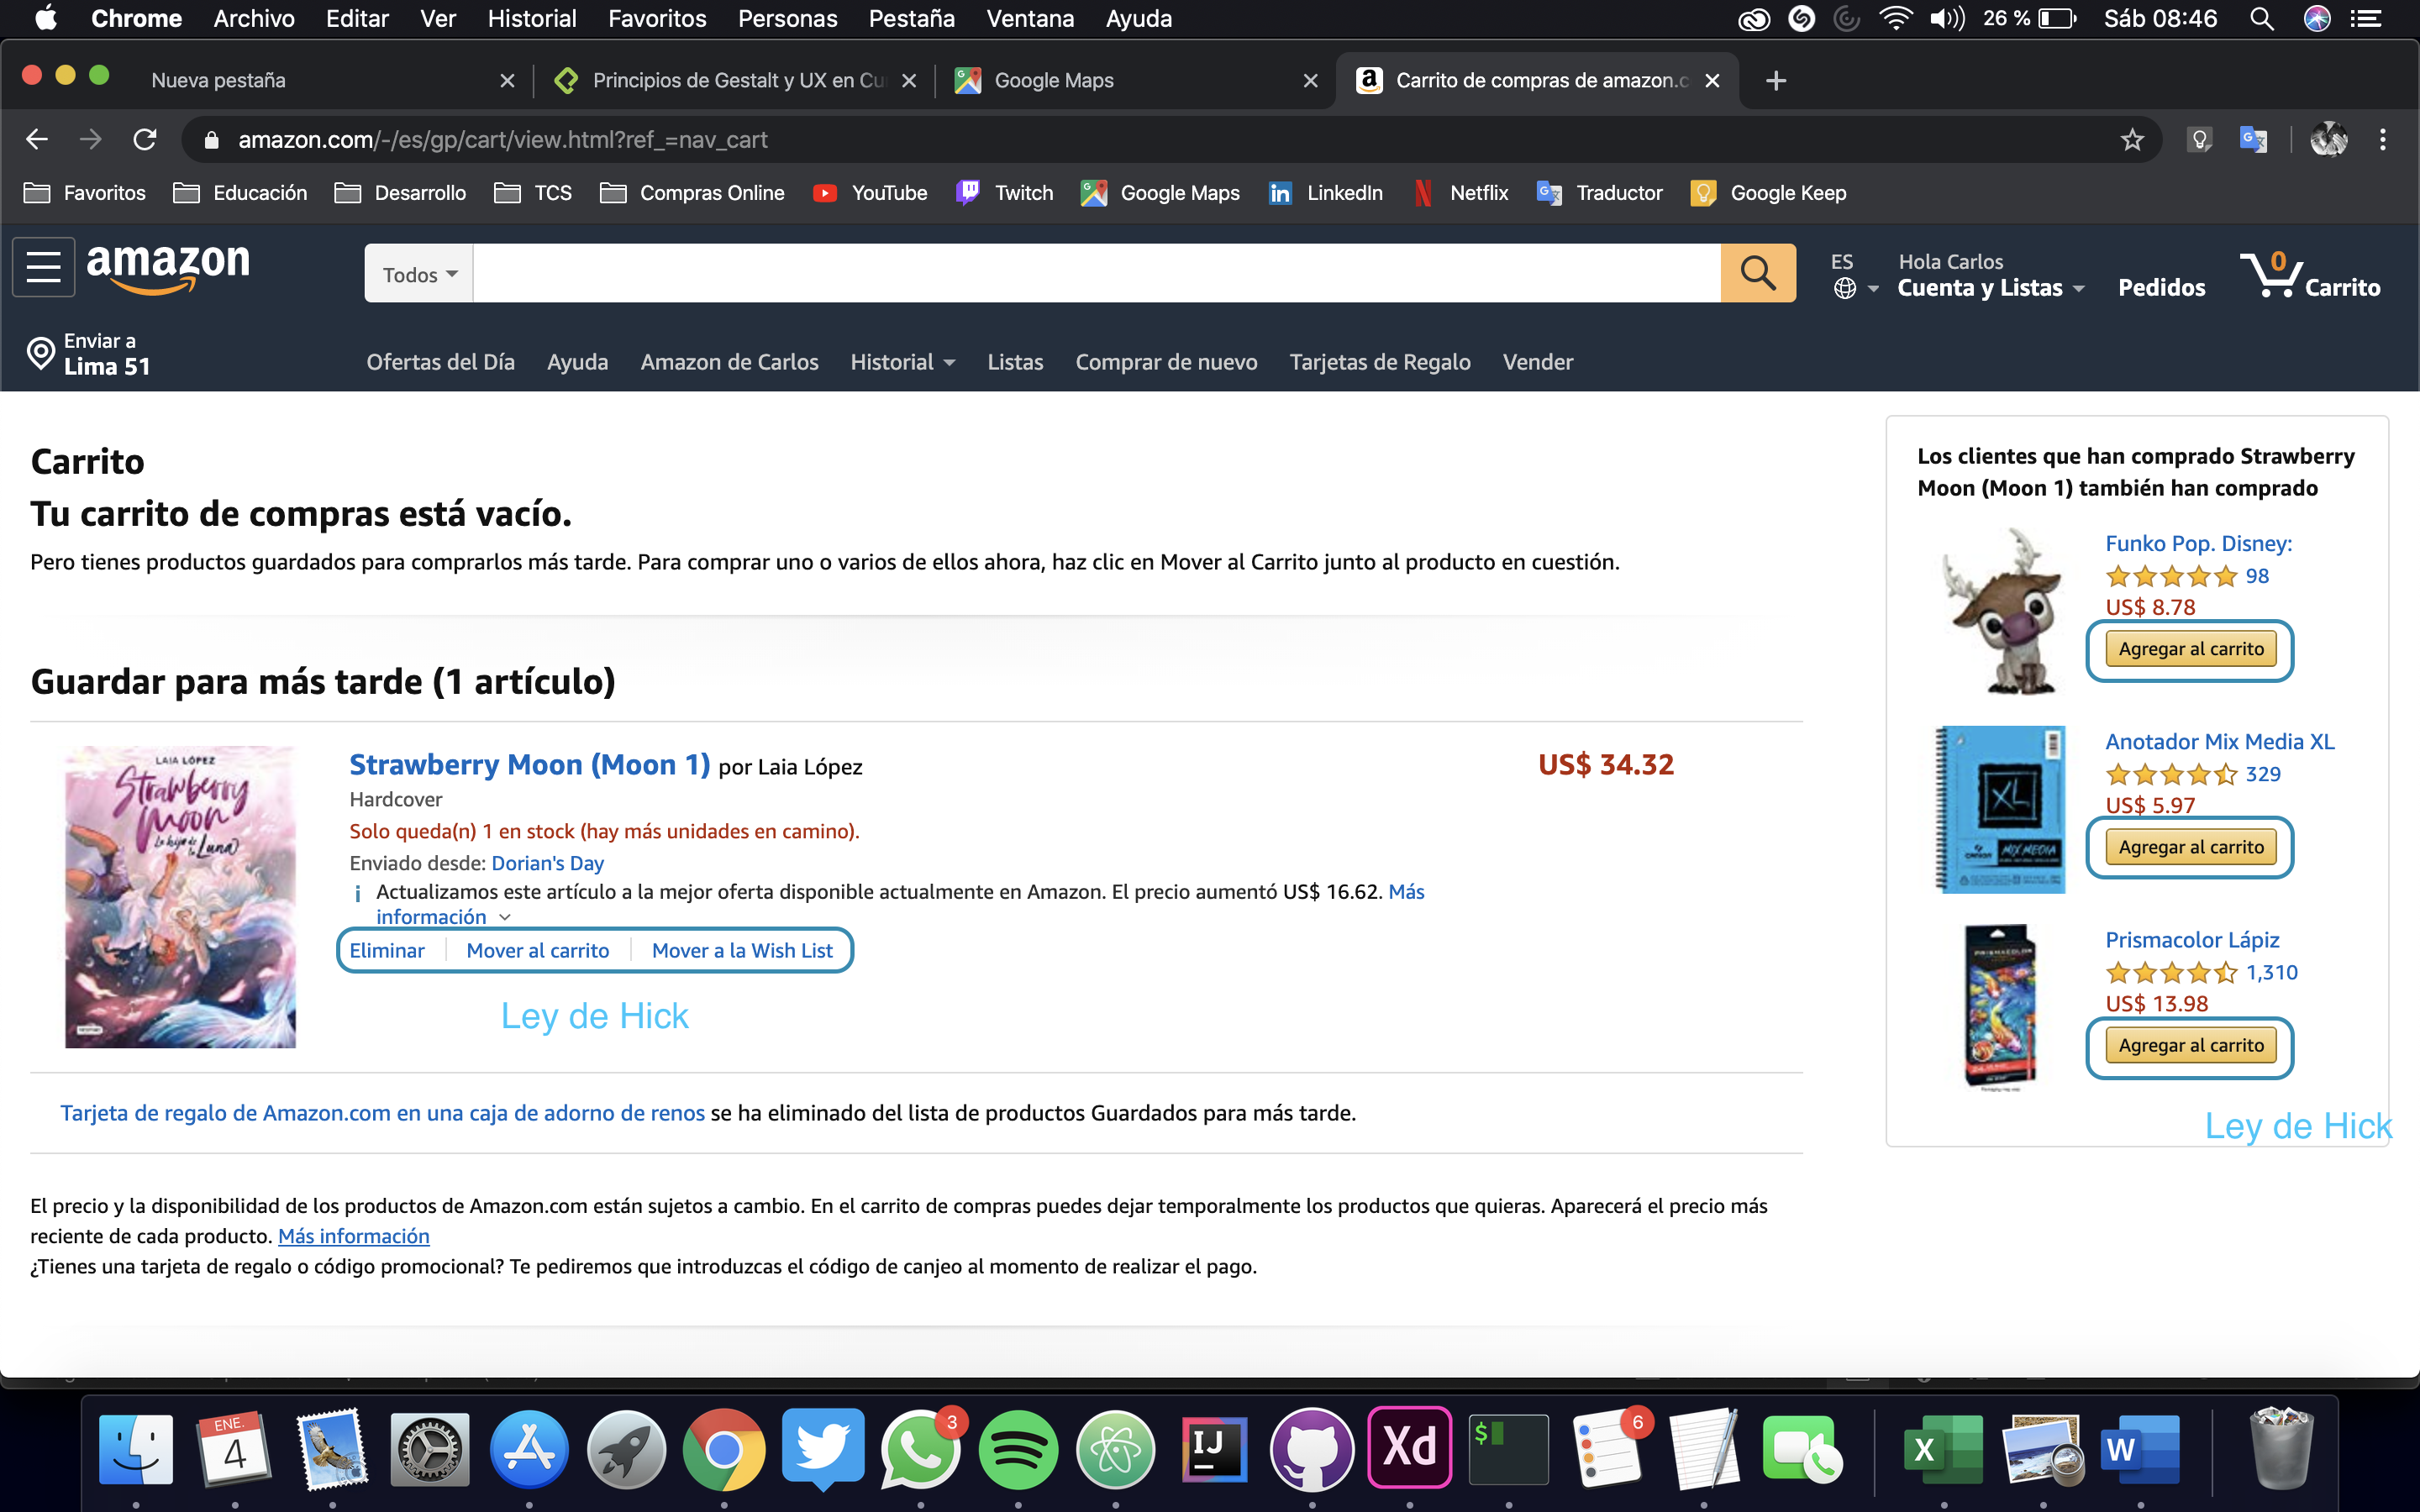 Chrome Archivo Editar Ver Historial Favoritos Personas Pestaña Ventana Ayuda 26 % Sáb 08:46
Nueva pestaña Principios de Gestalt y UX en Cu Google Maps Carrito de compras de amazon.c
amazon.com/-/es/gp/cart/view.html?ref_=nav_cart
Favoritos Educación Desarrollo TCS Compras Online YouTube Twitch Google Maps LinkedIn Netflix Traductor Google Keep
amazon
Todos
ES
Hola Carlos
Cuenta y Listas
Pedidos
0
Carrito
Enviar a
Lima 51
Ofertas del Día Ayuda Amazon de Carlos Historial Listas Comprar de nuevo Tarjetas de Regalo Vender
Carrito
Tu carrito de compras está vacío.
Pero tienes productos guardados para comprarlos más tarde. Para comprar uno o varios de ellos ahora, haz clic en Mover al Carrito junto al producto en cuestión.
Guardar para más tarde (1 artículo)
LAIA LÓPEZ
Strawberry
Moon
La hija de
la Luna
Strawberry Moon (Moon 1) por Laia López
US$ 34.32
Hardcover
Solo queda(n) 1 en stock (hay más unidades en camino).
Enviado desde: Dorian's Day
Actualizamos este artículo a la mejor oferta disponible actualmente en Amazon. El precio aumentó US$ 16.62. Más
información
Eliminar Mover al carrito Mover a la Wish List
Ley de Hick
Tarjeta de regalo de Amazon.com en una caja de adorno de renos se ha eliminado del lista de productos Guardados para más tarde.
El precio y la disponibilidad de los productos de Amazon.com están sujetos a cambio. En el carrito de compras puedes dejar temporalmente los productos que quieras. Aparecerá el precio más
reciente de cada producto. Más información
¿Tienes una tarjeta de regalo o código promocional? Te pediremos que introduzcas el código de canjeo al momento de realizar el pago.
Los clientes que han comprado Strawberry
Moon (Moon 1) también han comprado
Funko Pop. Disney:
98
US$ 8.78
Agregar al carrito
XL
MIX MEDIA
Anotador Mix Media XL
329
US$ 5.97
Agregar al carrito
PRISMACOLOR
Prismacolor Lápiz
1,310
US$ 13.98
Agregar al carrito
Ley de Hick
ENE.
4
3
IJ
Xd
$
6
X
W